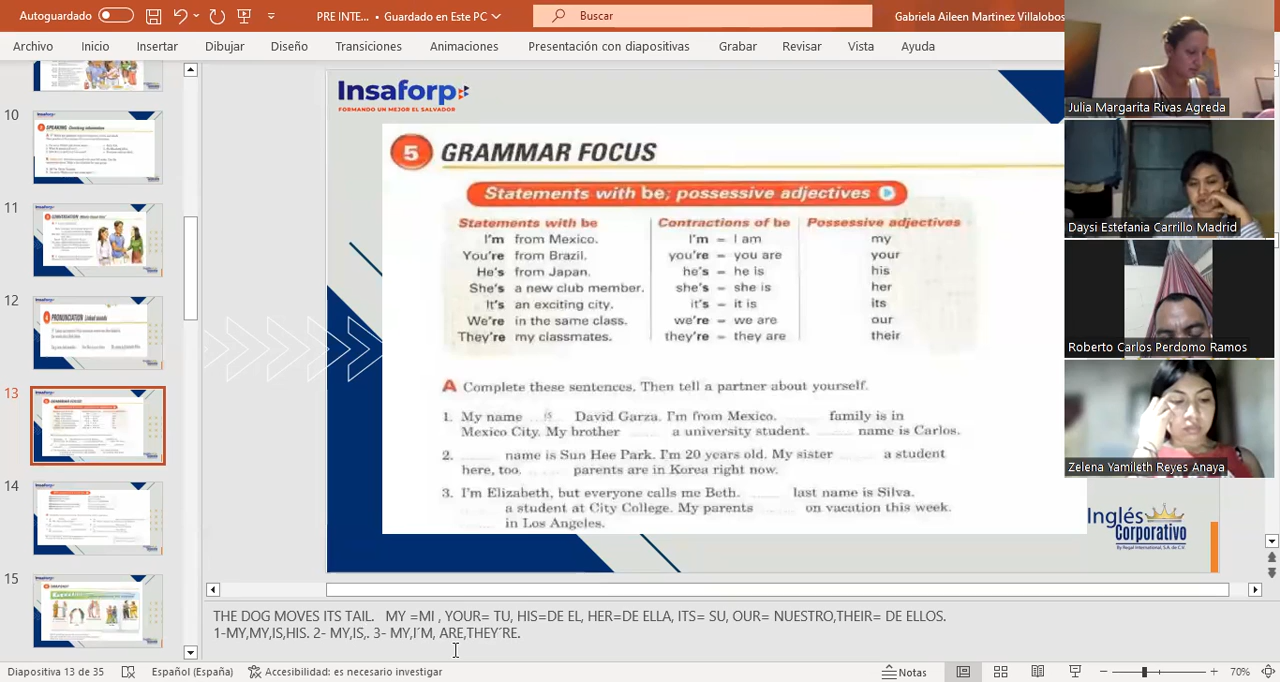 Autoguardado
PRE INTE... • Guardado en Este PC
Buscar
Gabriela Aileen Martinez Villalobos
Archivo Inicio Insertar Dibujar Diseño Transiciones Animaciones Presentación con diapositivas Grabar Revisar Vista Ayuda
10
11
12
13
14
15
Insaforp
FORMANDO UN MEJOR EL SALVADOR
5 GRAMMAR FOCUS
Statements with be; possessive adjectives
Statements with be Contractions of be Possessive adjectives
I'm from Mexico. I'm = I am my
You're from Brazil. you're = you are your
He's from Japan. he's = he is his
She's a new club member. she's = she is her
It's an exciting city. it's = it is its
We're in the same class. we're = we are our
They're my classmates. they're = they are their
A Complete these sentences. Then tell a partner about yourself.
1. My name is David Garza. I'm from Mexico. family is in
Mexico City. My brother a university student. name is Carlos.
2. name is Sun Hee Park. I'm 20 years old. My sister a student
here, too. parents are in Korea right now.
3. I'm Elizabeth, but everyone calls me Beth. last name is Silva.
a student at City College. My parents on vacation this week.
in Los Angeles.
Inglés
Corporativo
By Regal International, S.A. de C.V.
Julia Margarita Rivas Agreda
Daysi Estefania Carrillo Madrid
Roberto Carlos Perdomo Ramos
Zelena Yamileth Reyes Anaya
THE DOG MOVES ITS TAIL. MY =MI , YOUR= TU, HIS=DE EL, HER=DE ELLA, ITS= SU, OUR= NUESTRO,THEIR= DE ELLOS.
1-MY,MY,IS,HIS. 2- MY,IS,. 3- MY,I´M, ARE,THEY´RE.
Diapositiva 13 de 35 Español (España) Accesibilidad: es necesario investigar Notas 70%